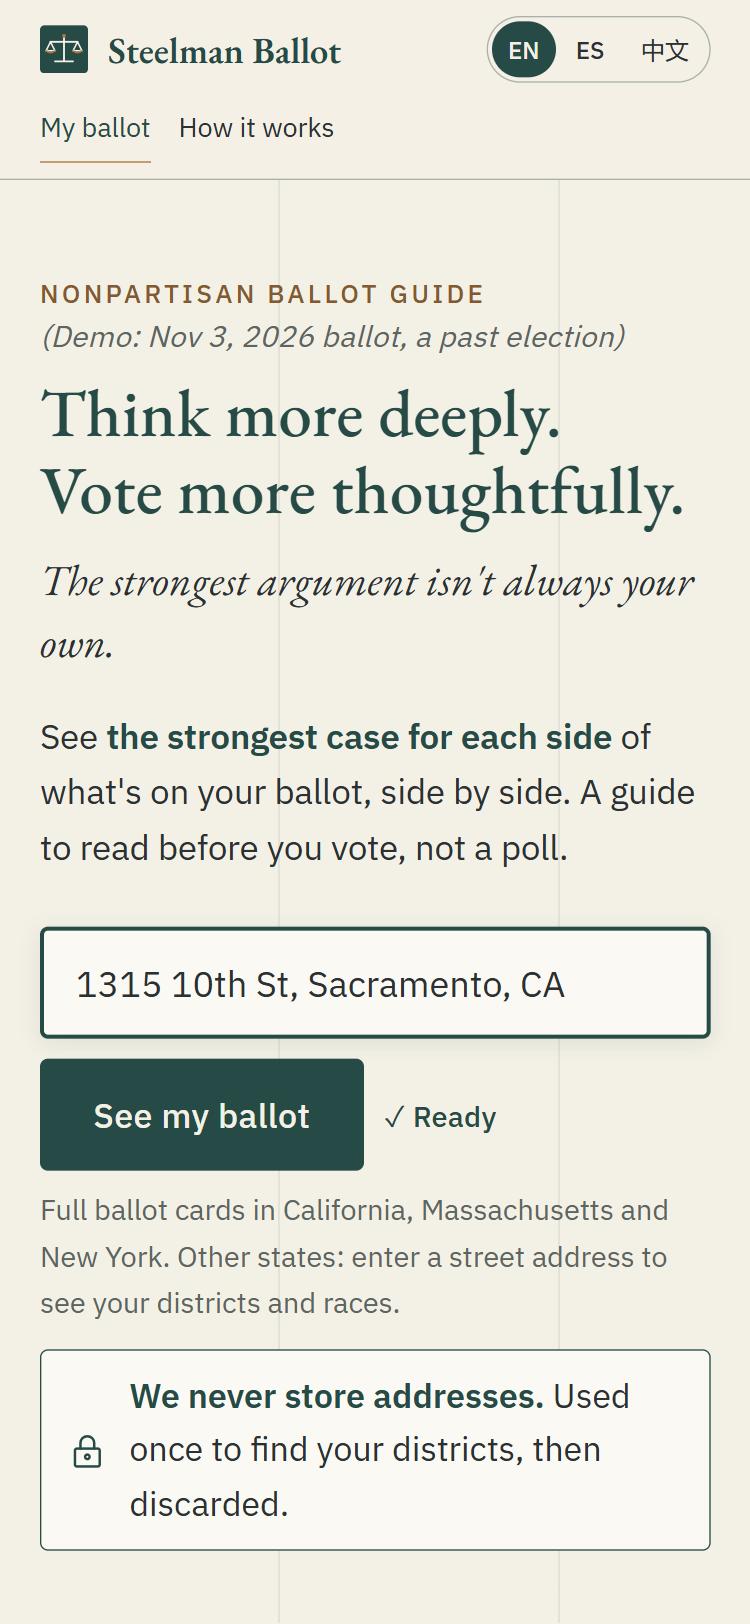 Steelman Ballot
EN ES 中文
My ballot How it works
NONPARTISAN BALLOT GUIDE
(Demo: Nov 3, 2026 ballot, a past election)
Think more deeply.
Vote more thoughtfully.
The strongest argument isn't always your
own.
See the strongest case for each side of
what's on your ballot, side by side. A guide
to read before you vote, not a poll.
1315 10th St, Sacramento, CA
See my ballot ✓ Ready
Full ballot cards in California, Massachusetts and
New York. Other states: enter a street address to
see your districts and races.
We never store addresses. Used
once to find your districts, then
discarded.